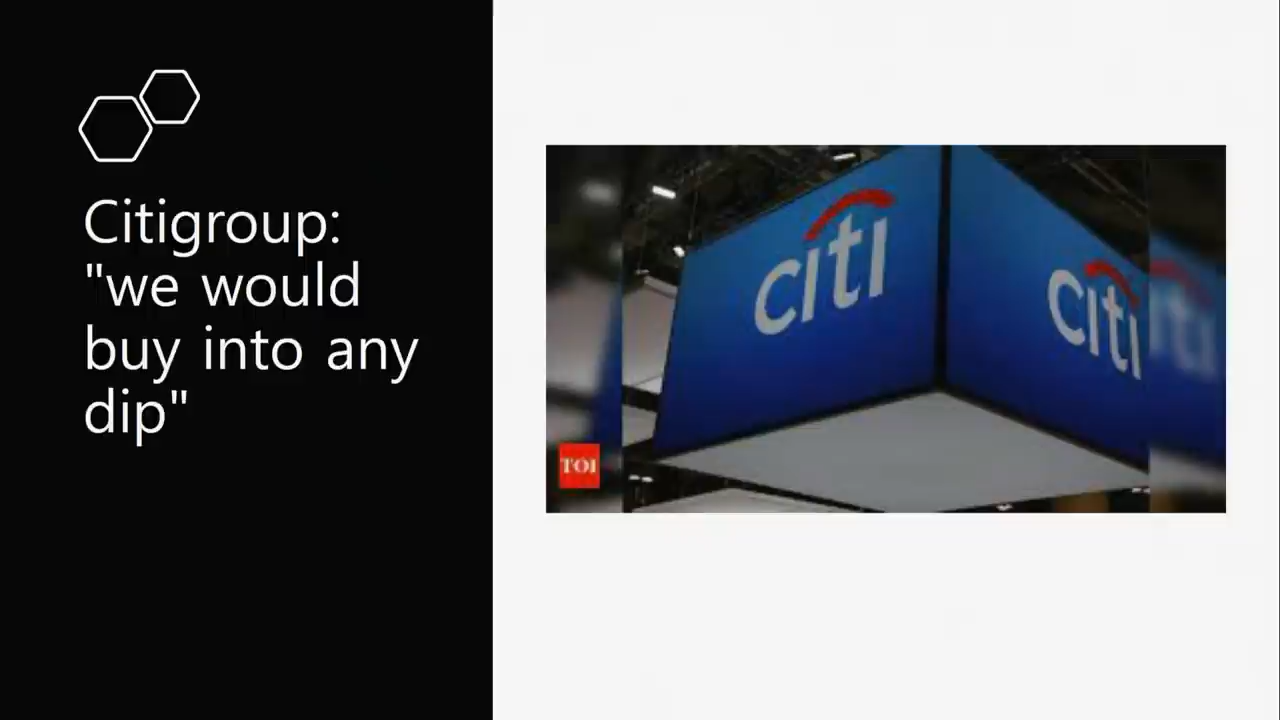 Citigroup:
"we would
buy into any
dip"
citi
citi
TOI